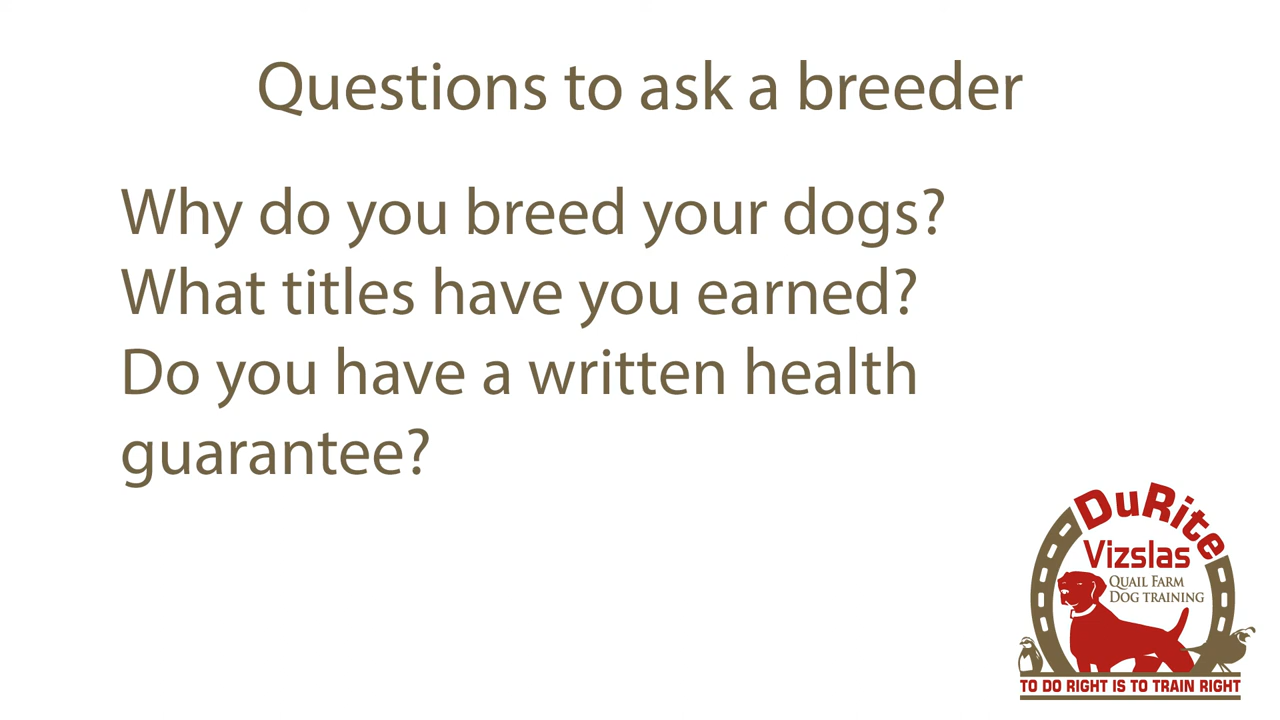 Questions to ask a breeder
Why do you breed your dogs?
What titles have you earned?
Do you have a written health
guarantee?
DuRite
Vizslas
Quail Farm
Dog training
TO DO RIGHT IS TO TRAIN RIGHT